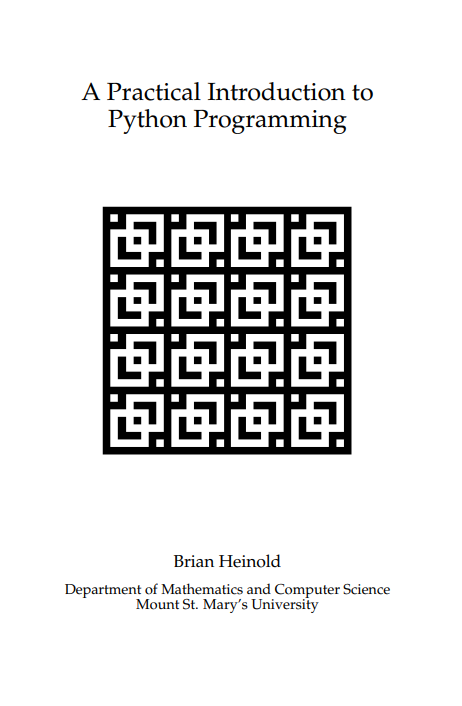 A Practical Introduction to
Python Programming
Brian Heinold
Department of Mathematics and Computer Science
Mount St. Mary's University